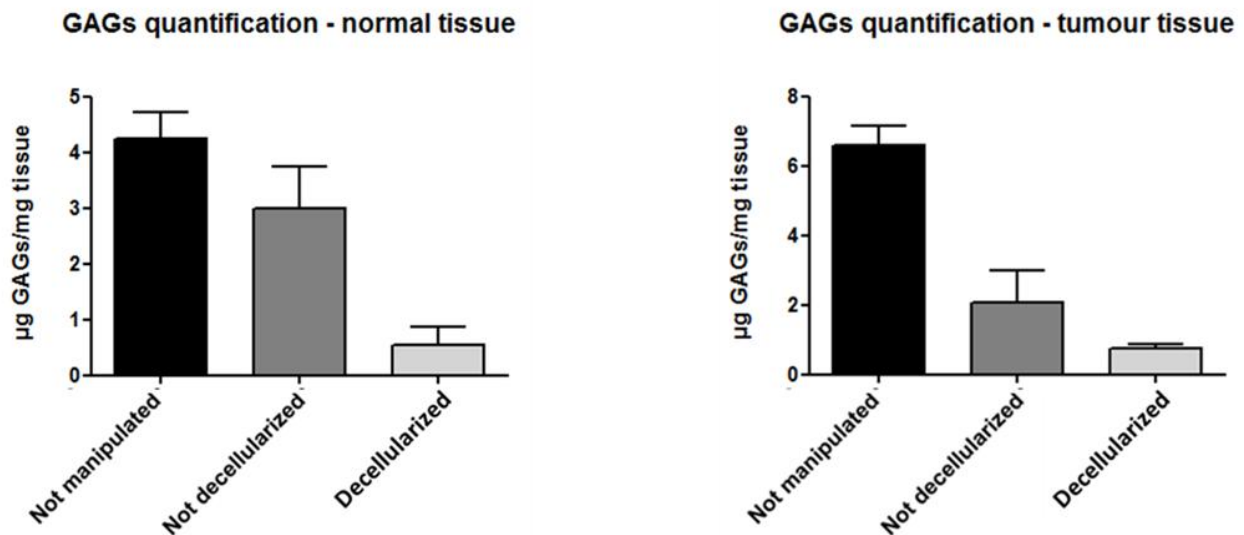 GAGs quantification - normal tissue
µg GAGs/mg tissue
5
4
3
2
1
0
Not manipulated
Not decellularized
Decellularized
GAGs quantification - tumour tissue
µg GAGs/mg tissue
8
6
4
2
0
Not manipulated
Not decellularized
Decellularized